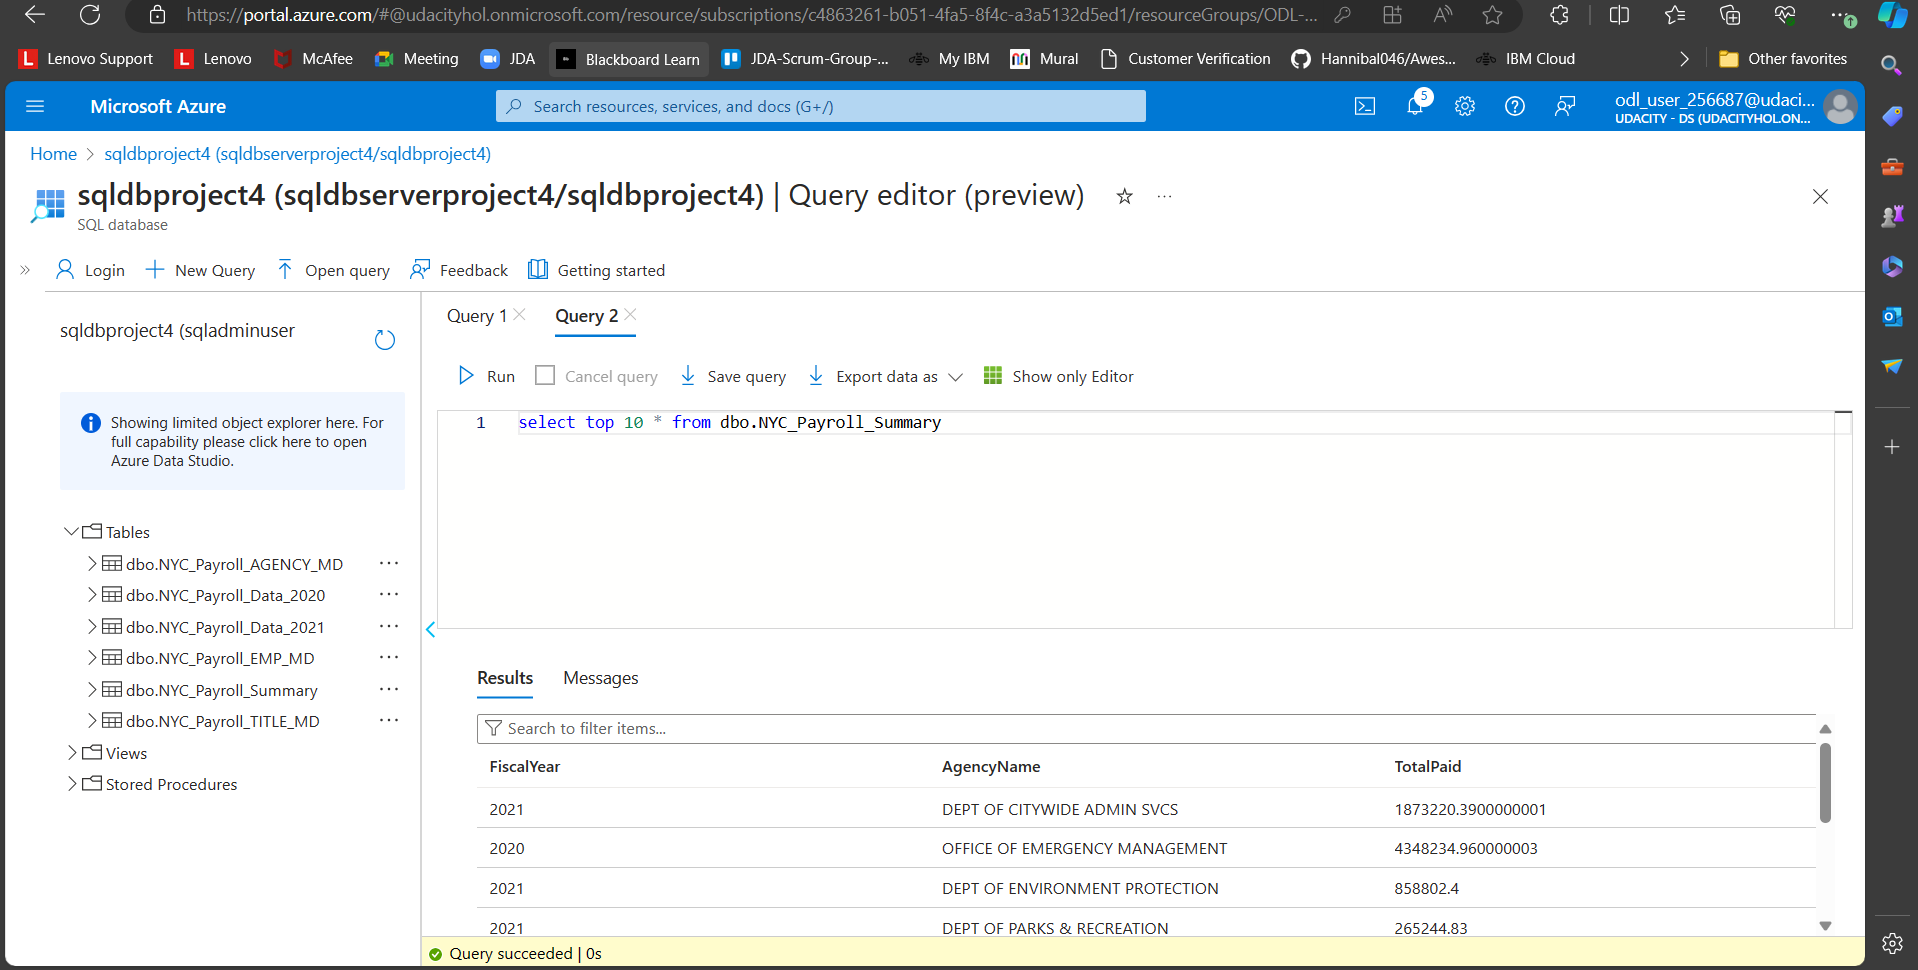 https://portal.azure.com/#@udacityhol.onmicrosoft.com/resource/subscriptions/c4863261-b051-4fa5-8f4c-a3a5132d5ed1/resourceGroups/ODL-...
Lenovo Support Lenovo McAfee Meeting JDA Blackboard Learn JDA-Scrum-Group-... My IBM Mural Customer Verification Hannibal046/Awes... IBM Cloud Other favorites
Microsoft Azure
Search resources, services, and docs (G+/)
5
odl_user_256687@udaci...
UDACITY - DS (UDACITYHOL.ON...
Home > sqldbproject4 (sqldbserverproject4/sqldbproject4)
sqldbproject4 (sqldbserverproject4/sqldbproject4) | Query editor (preview)
SQL database
Login New Query Open query Feedback Getting started
sqldbproject4 (sqladminuser
Showing limited object explorer here. For
full capability please click here to open
Azure Data Studio.
Tables
dbo.NYC_Payroll_AGENCY_MD
dbo.NYC_Payroll_Data_2020
dbo.NYC_Payroll_Data_2021
dbo.NYC_Payroll_EMP_MD
dbo.NYC_Payroll_Summary
dbo.NYC_Payroll_TITLE_MD
Views
Stored Procedures
Query 1 Query 2
Run Cancel query Save query Export data as Show only Editor
1 select top 10 * from dbo.NYC_Payroll_Summary
Results Messages
Search to filter items...
FiscalYear AgencyName TotalPaid
2021 DEPT OF CITYWIDE ADMIN SVCS 1873220.3900000001
2020 OFFICE OF EMERGENCY MANAGEMENT 4348234.960000003
2021 DEPT OF ENVIRONMENT PROTECTION 858802.4
2021 DEPT OF PARKS & RECREATION 265244.83
Query succeeded | 0s